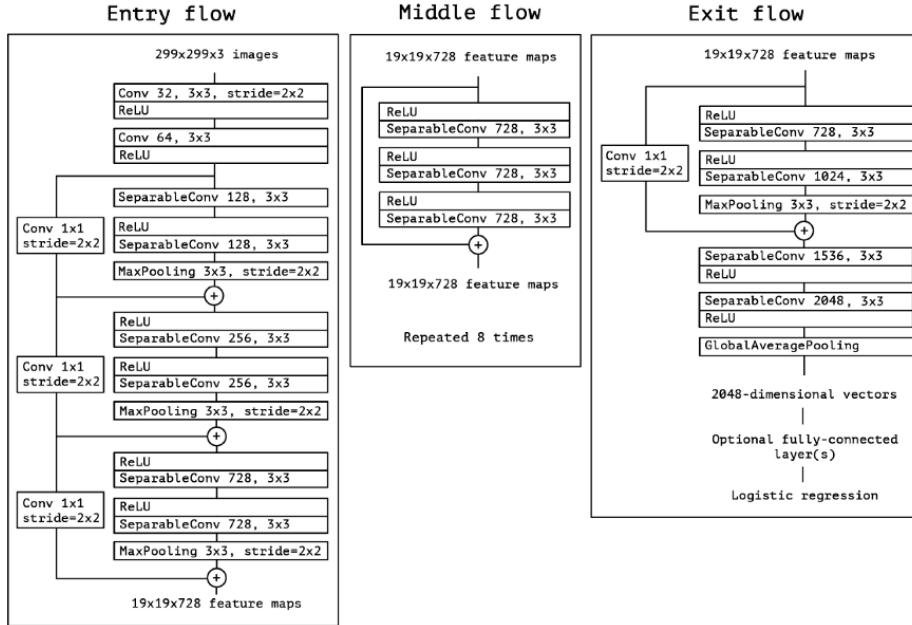 Entry flow
299x299x3 images
Conv 32, 3x3, stride=2x2
ReLU
Conv 64, 3x3
ReLU
SeparableConv 128, 3x3
Conv 1x1
stride=2x2
ReLU
SeparableConv 128, 3x3
MaxPooling 3x3, stride=2x2
+
ReLU
SeparableConv 256, 3x3
Conv 1x1
stride=2x2
ReLU
SeparableConv 256, 3x3
MaxPooling 3x3, stride=2x2
+
ReLU
SeparableConv 728, 3x3
Conv 1x1
stride=2x2
ReLU
SeparableConv 728, 3x3
MaxPooling 3x3, stride=2x2
+
19x19x728 feature maps
Middle flow
19x19x728 feature maps
ReLU
SeparableConv 728, 3x3
ReLU
SeparableConv 728, 3x3
ReLU
SeparableConv 728, 3x3
+
19x19x728 feature maps
Repeated 8 times
Exit flow
19x19x728 feature maps
ReLU
SeparableConv 728, 3x3
Conv 1x1
stride=2x2
ReLU
SeparableConv 1024, 3x3
MaxPooling 3x3, stride=2x2
+
SeparableConv 1536, 3x3
ReLU
SeparableConv 2048, 3x3
ReLU
GlobalAveragePooling
2048-dimensional vectors
Optional fully-connected
layer(s)
Logistic regression